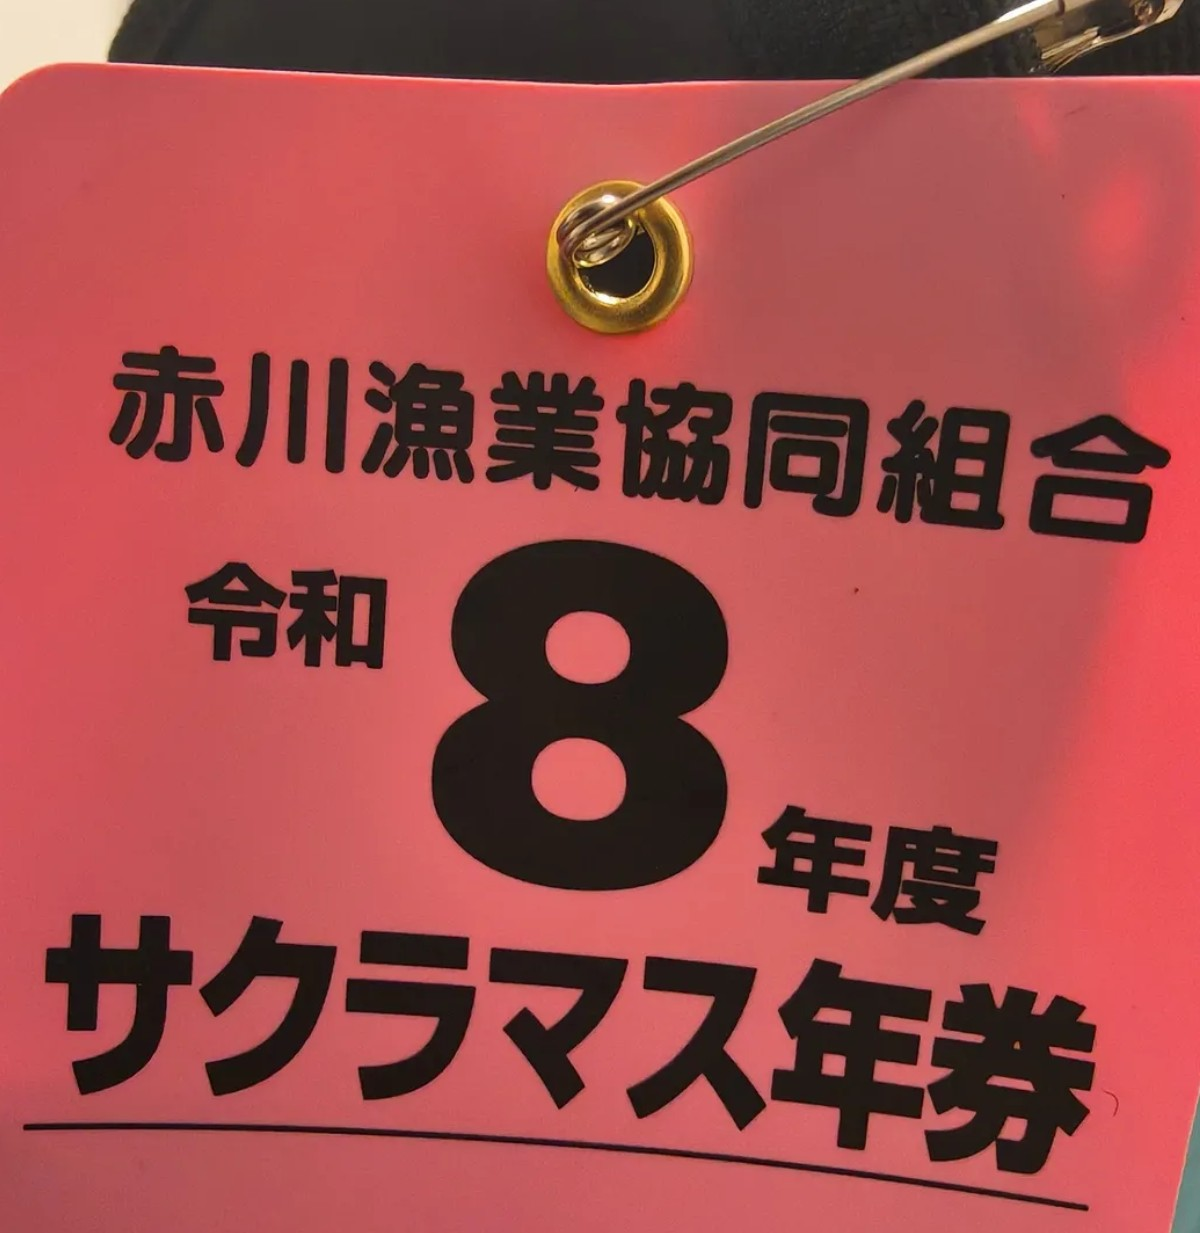 赤川漁業協同組合
令和8年度
サクラマス年券